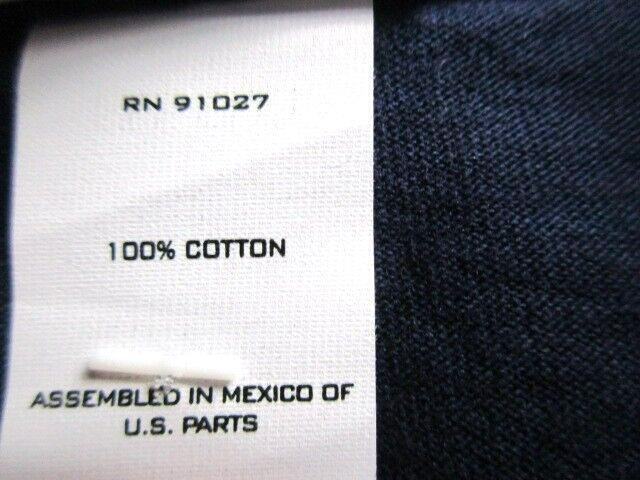 RN 91027
100% COTTON
ASSEMBLED IN MEXICO OF
U.S. PARTS